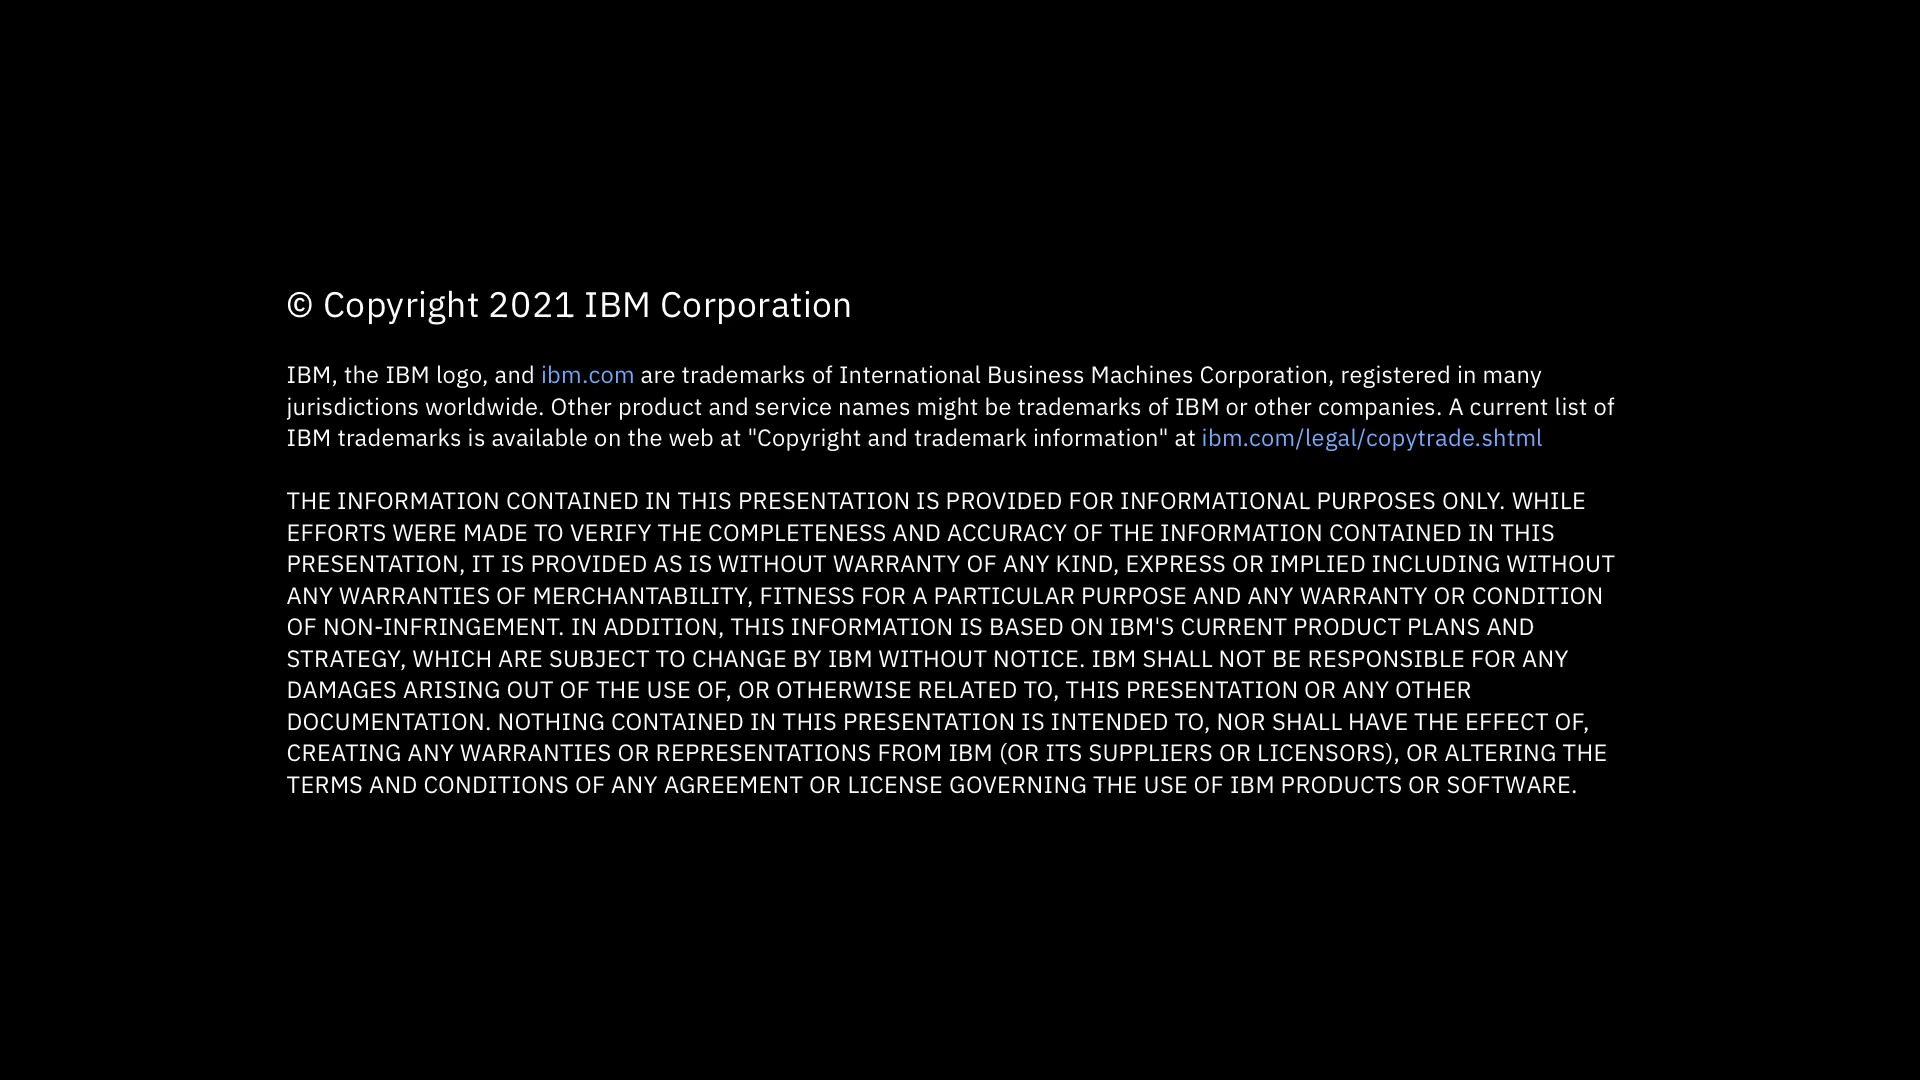 © Copyright 2021 IBM Corporation
IBM, the IBM logo, and ibm.com are trademarks of International Business Machines Corporation, registered in many
jurisdictions worldwide. Other product and service names might be trademarks of IBM or other companies. A current list of
IBM trademarks is available on the web at "Copyright and trademark information" at ibm.com/legal/copytrade.shtml
THE INFORMATION CONTAINED IN THIS PRESENTATION IS PROVIDED FOR INFORMATIONAL PURPOSES ONLY. WHILE
EFFORTS WERE MADE TO VERIFY THE COMPLETENESS AND ACCURACY OF THE INFORMATION CONTAINED IN THIS
PRESENTATION, IT IS PROVIDED AS IS WITHOUT WARRANTY OF ANY KIND, EXPRESS OR IMPLIED INCLUDING WITHOUT
ANY WARRANTIES OF MERCHANTABILITY, FITNESS FOR A PARTICULAR PURPOSE AND ANY WARRANTY OR CONDITION
OF NON-INFRINGEMENT. IN ADDITION, THIS INFORMATION IS BASED ON IBM'S CURRENT PRODUCT PLANS AND
STRATEGY, WHICH ARE SUBJECT TO CHANGE BY IBM WITHOUT NOTICE. IBM SHALL NOT BE RESPONSIBLE FOR ANY
DAMAGES ARISING OUT OF THE USE OF, OR OTHERWISE RELATED TO, THIS PRESENTATION OR ANY OTHER
DOCUMENTATION. NOTHING CONTAINED IN THIS PRESENTATION IS INTENDED TO, NOR SHALL HAVE THE EFFECT OF,
CREATING ANY WARRANTIES OR REPRESENTATIONS FROM IBM (OR ITS SUPPLIERS OR LICENSORS), OR ALTERING THE
TERMS AND CONDITIONS OF ANY AGREEMENT OR LICENSE GOVERNING THE USE OF IBM PRODUCTS OR SOFTWARE.